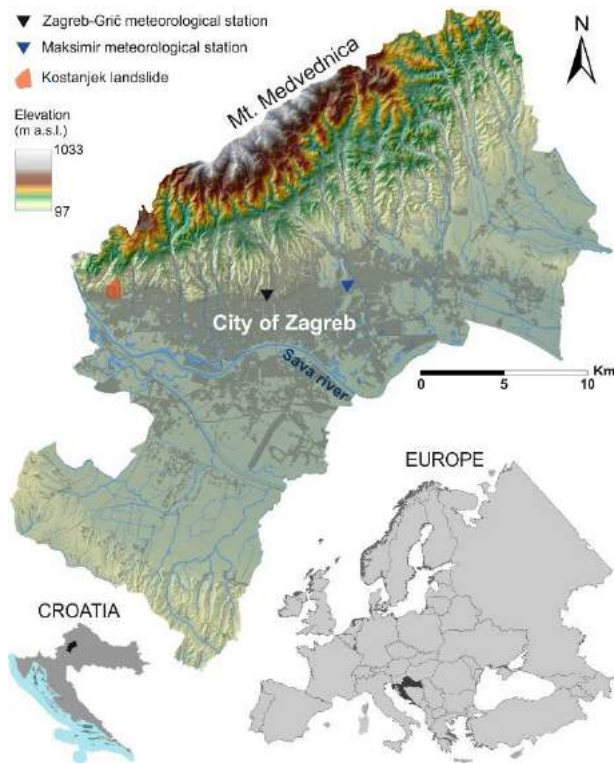 Zagreb-Grič meteorological station
Maksimir meteorological station
Kostanjek landslide
Elevation
(m a.s.l.)
1033
97
Mt. Medvednica
N
City of Zagreb
Sava river
Km
0 5 10
EUROPE
CROATIA